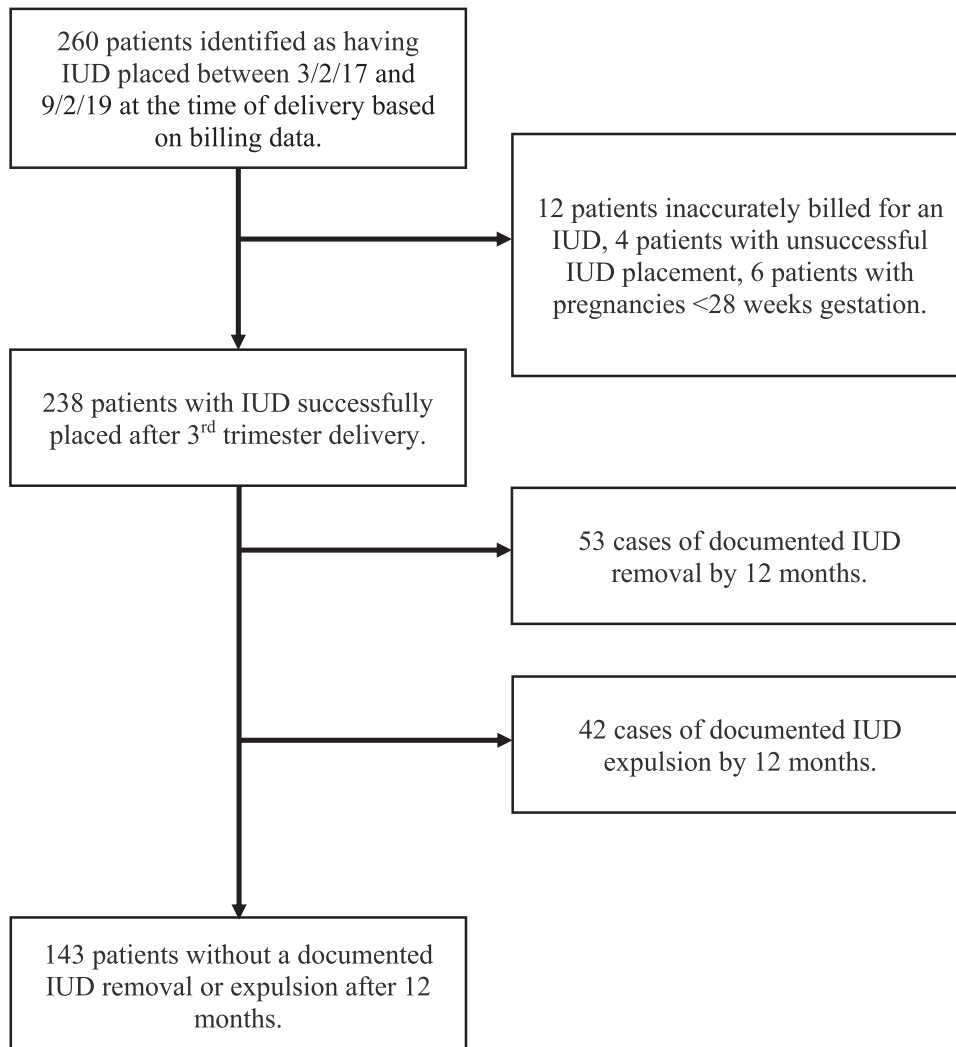 260 patients identified as having
IUD placed between 3/2/17 and
9/2/19 at the time of delivery based
on billing data.
12 patients inaccurately billed for an
IUD, 4 patients with unsuccessful
IUD placement, 6 patients with
pregnancies <28 weeks gestation.
238 patients with IUD successfully
placed after 3rd trimester delivery.
53 cases of documented IUD
removal by 12 months.
42 cases of documented IUD
expulsion by 12 months.
143 patients without a documented
IUD removal or expulsion after 12
months.